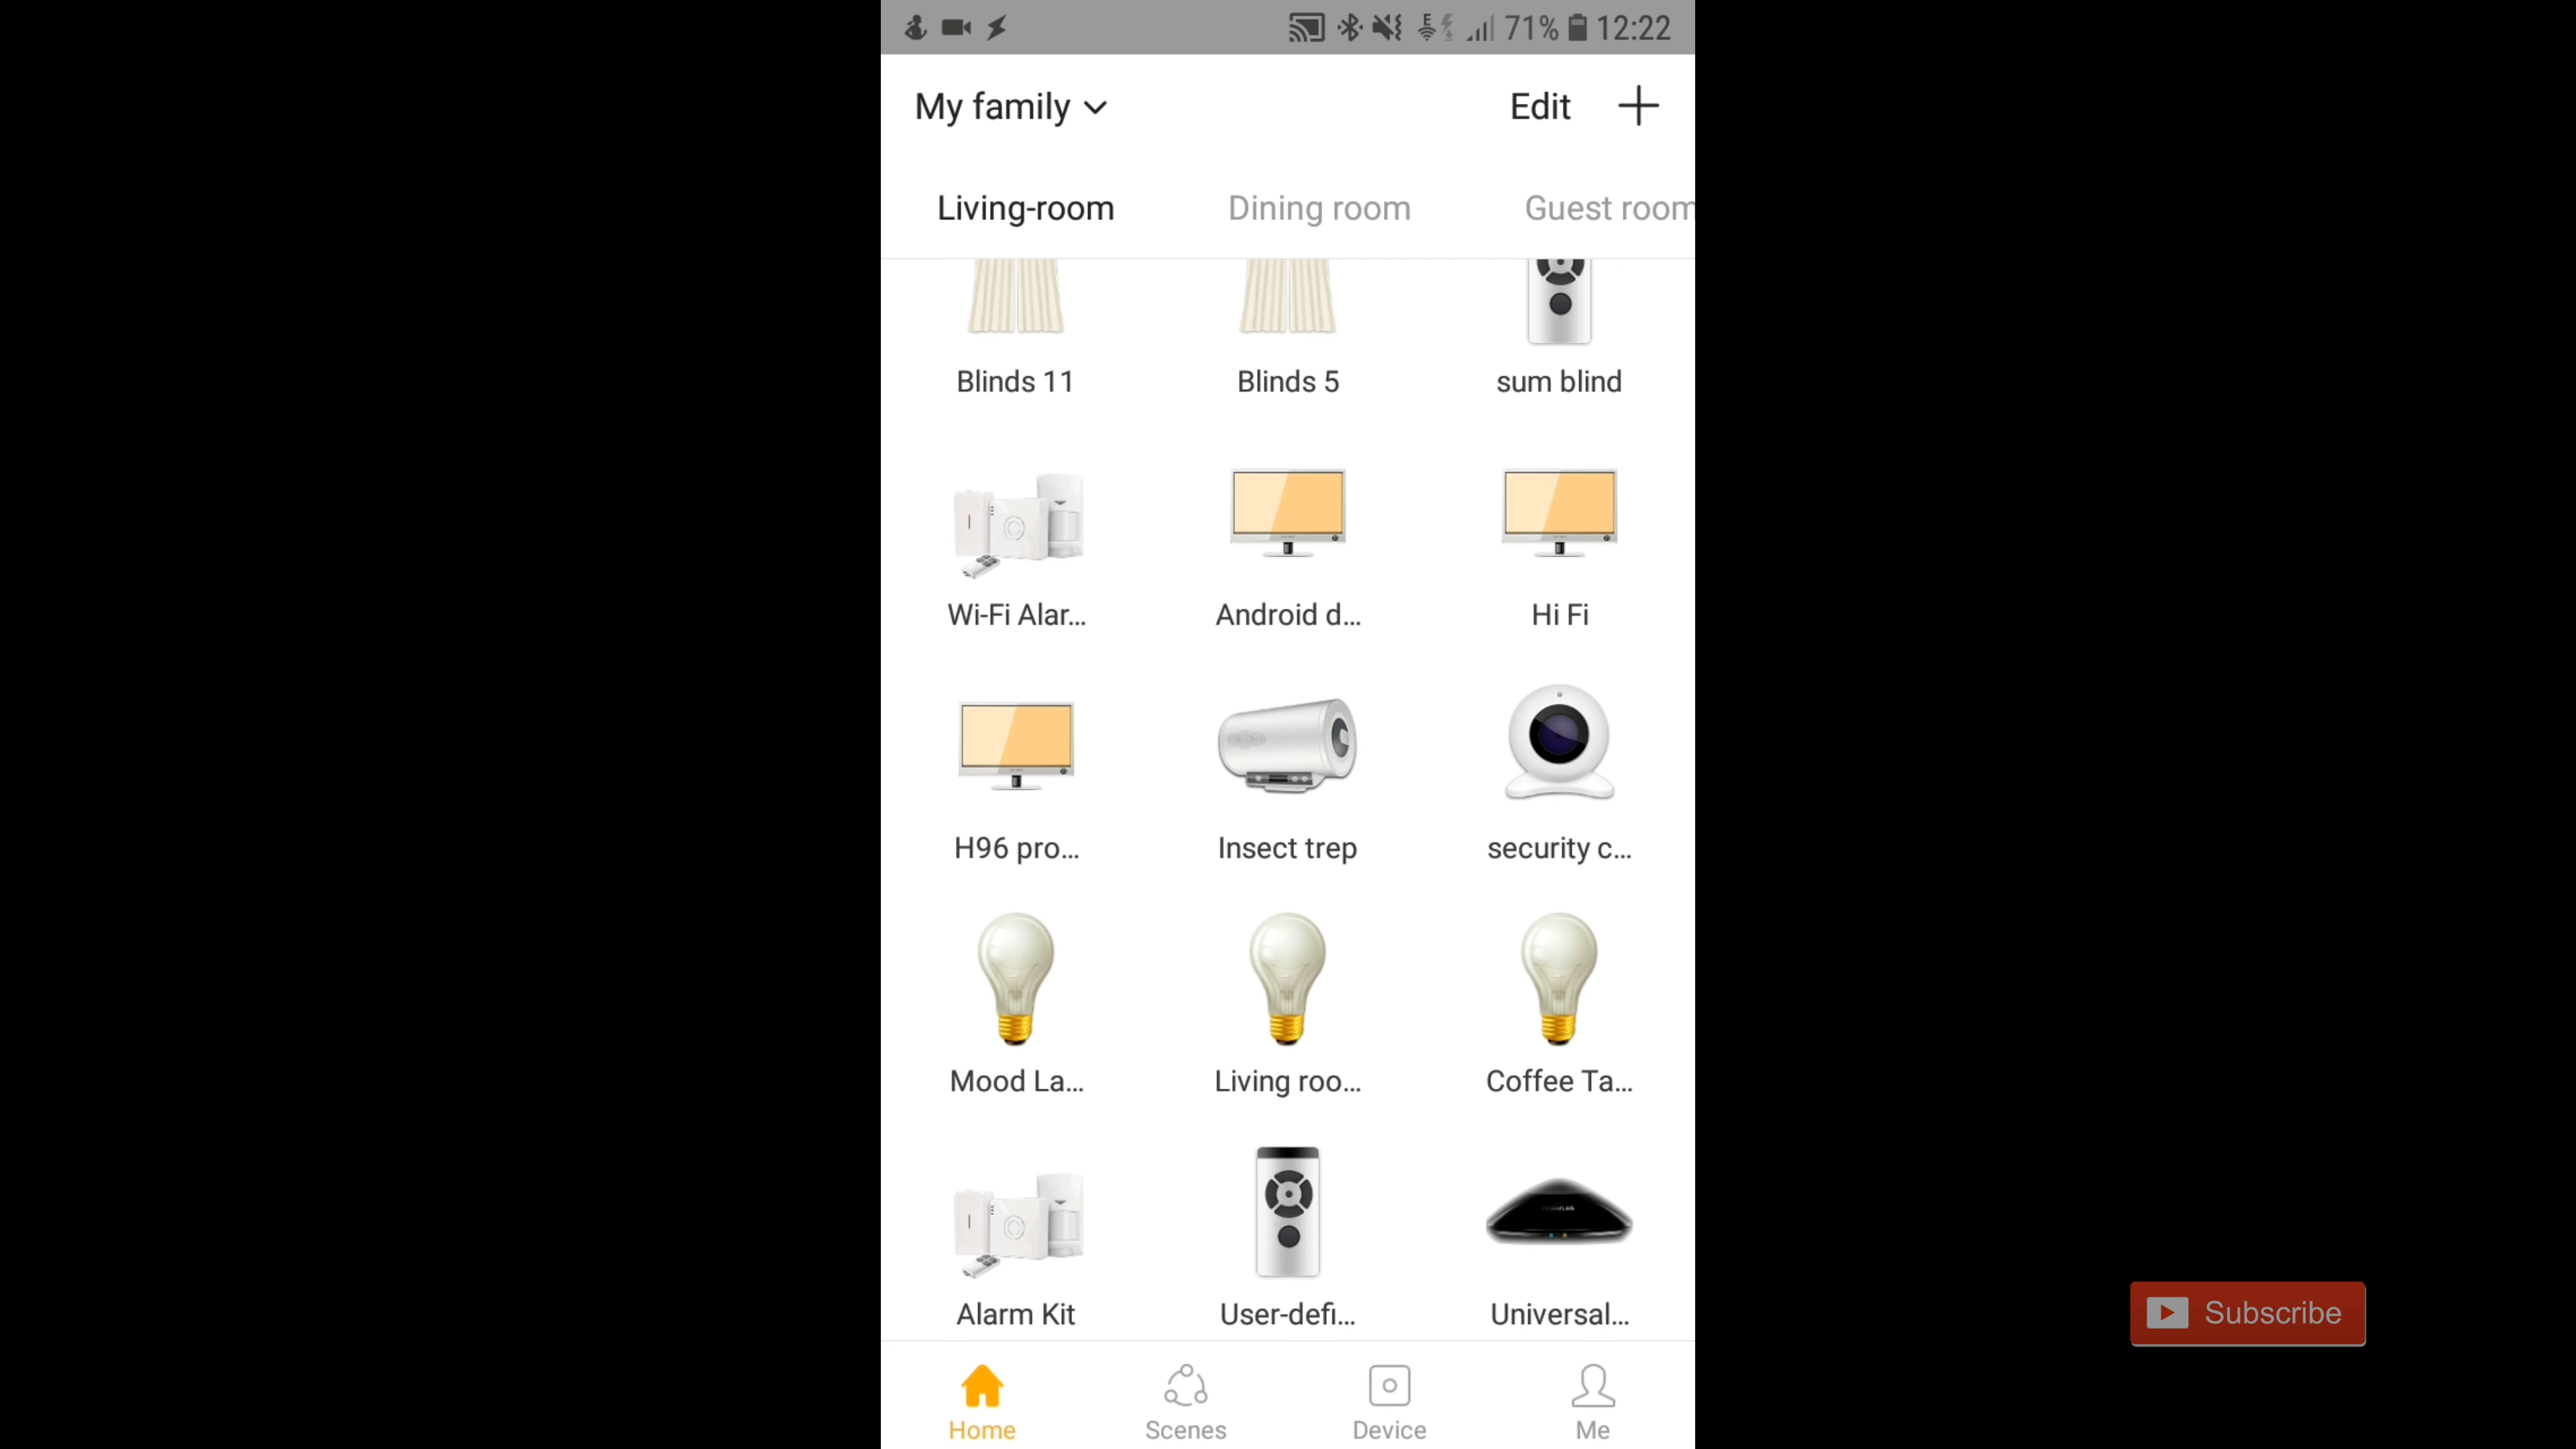 71% 12:22
My family Edit
Living-room Dining room Guest room
Blinds 11 Blinds 5 sum blind
Wi-Fi Alar... Android d... Hi Fi
H96 pro... Insect trep security c...
Mood La... Living roo... Coffee Ta...
Alarm Kit User-defi... Universal...
Home Scenes Device Me
Subscribe